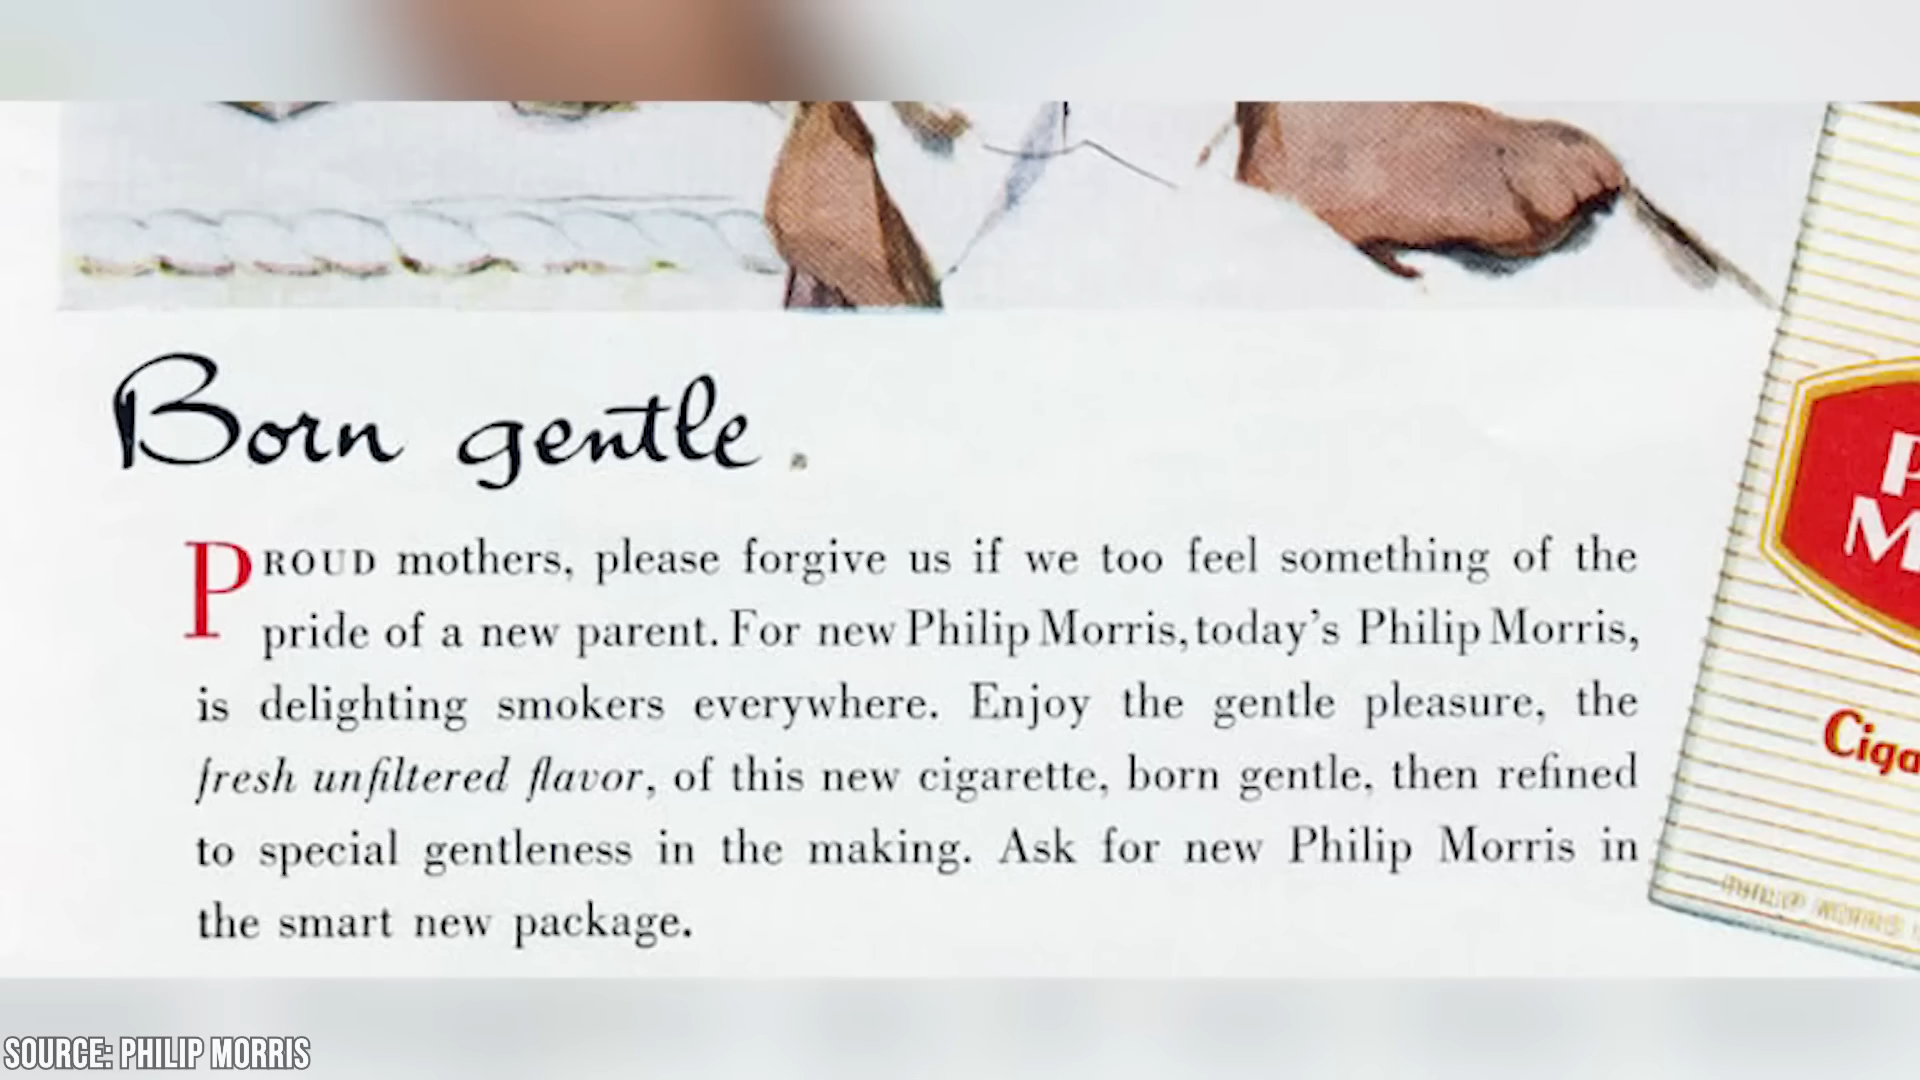 Born gentle.
PROUD mothers, please forgive us if we too feel something of the
pride of a new parent. For new Philip Morris, today's Philip Morris,
is delighting smokers everywhere. Enjoy the gentle pleasure, the
fresh unfiltered flavor, of this new cigarette, born gentle, then refined
to special gentleness in the making. Ask for new Philip Morris in
the smart new package.
P
M
Ciga
PHILIP MORRIS
SOURCE: PHILIP MORRIS